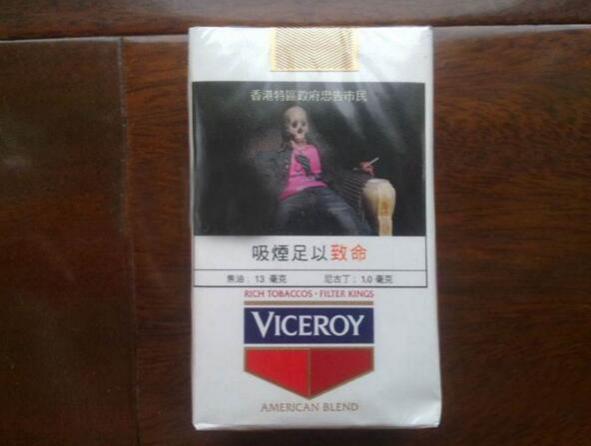 香港特區政府忠告市民
吸煙足以致命
焦油：13 毫克 尼古丁：1.0 毫克
RICH TOBACCOS · FILTER KINGS
VICEROY
AMERICAN BLEND